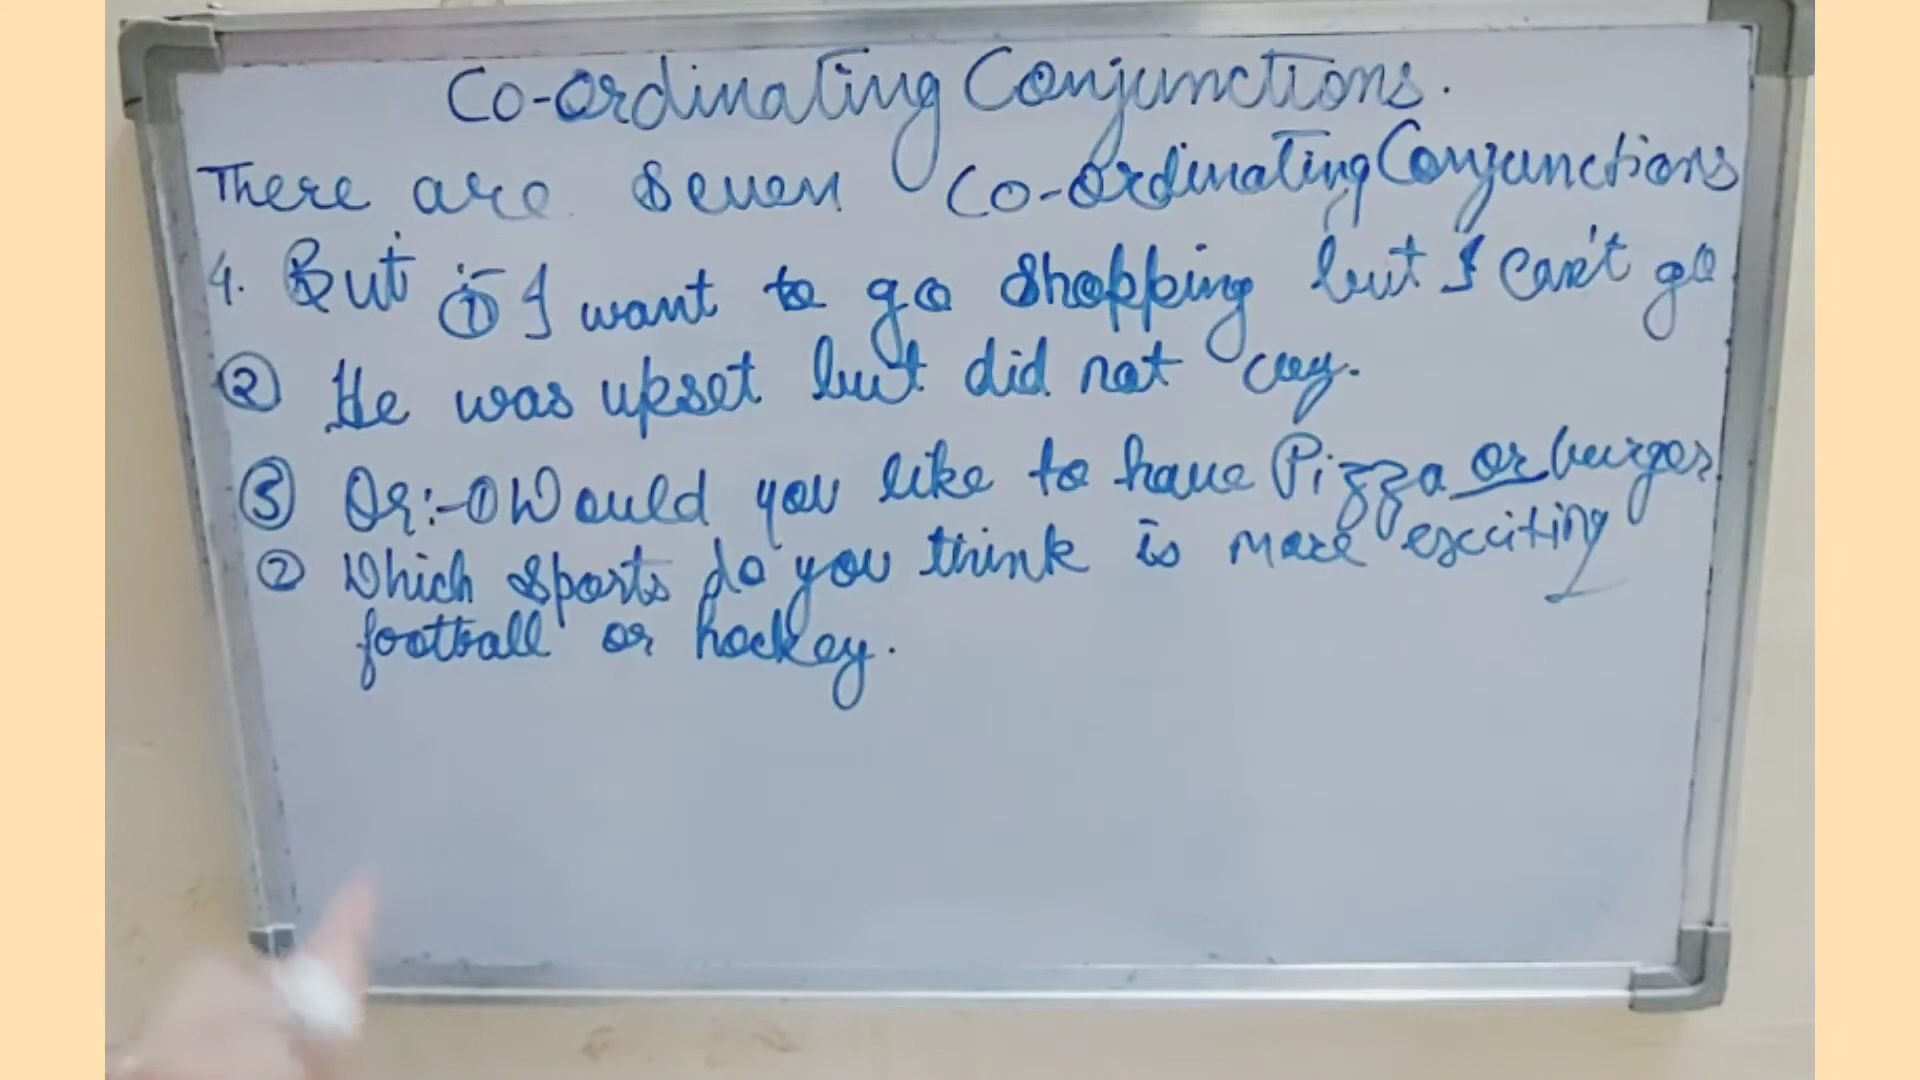 Co-ordinating Conjunctions.
There are seven Co-ordinating Conjunctions
4. But :- ① I want to go shopping but I can't go
② He was upset but did not cry.
⑤ Or:- ① Would you like to have Pizza or burger
② Which sports do you think is more exciting
football or hockey.